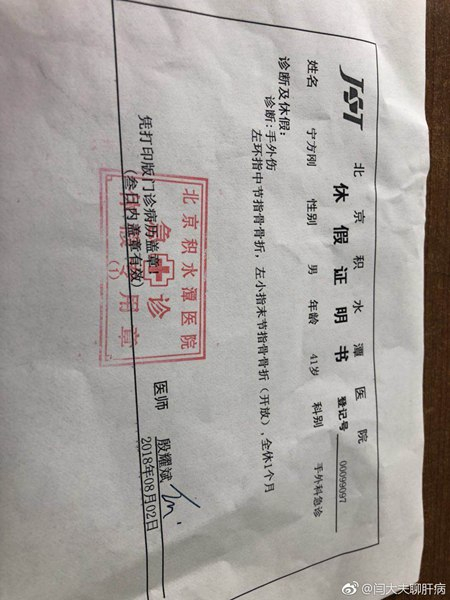 JST 北京积水潭医院
休假证明书
登记号 00099097
姓名 宁方刚 性别 男 年龄 41岁 科别 手外科急诊
诊断及休假:
诊断:手外伤
左环指中节指骨骨折，左小指末节指骨骨折（开放）,全休1个月
凭打印版门诊病历盖章
(叁日内盖章有效)
北京积水潭医院
急诊
用章
(1)
医师 殷耀斌
2018年08月02日
@闫大夫聊肝病